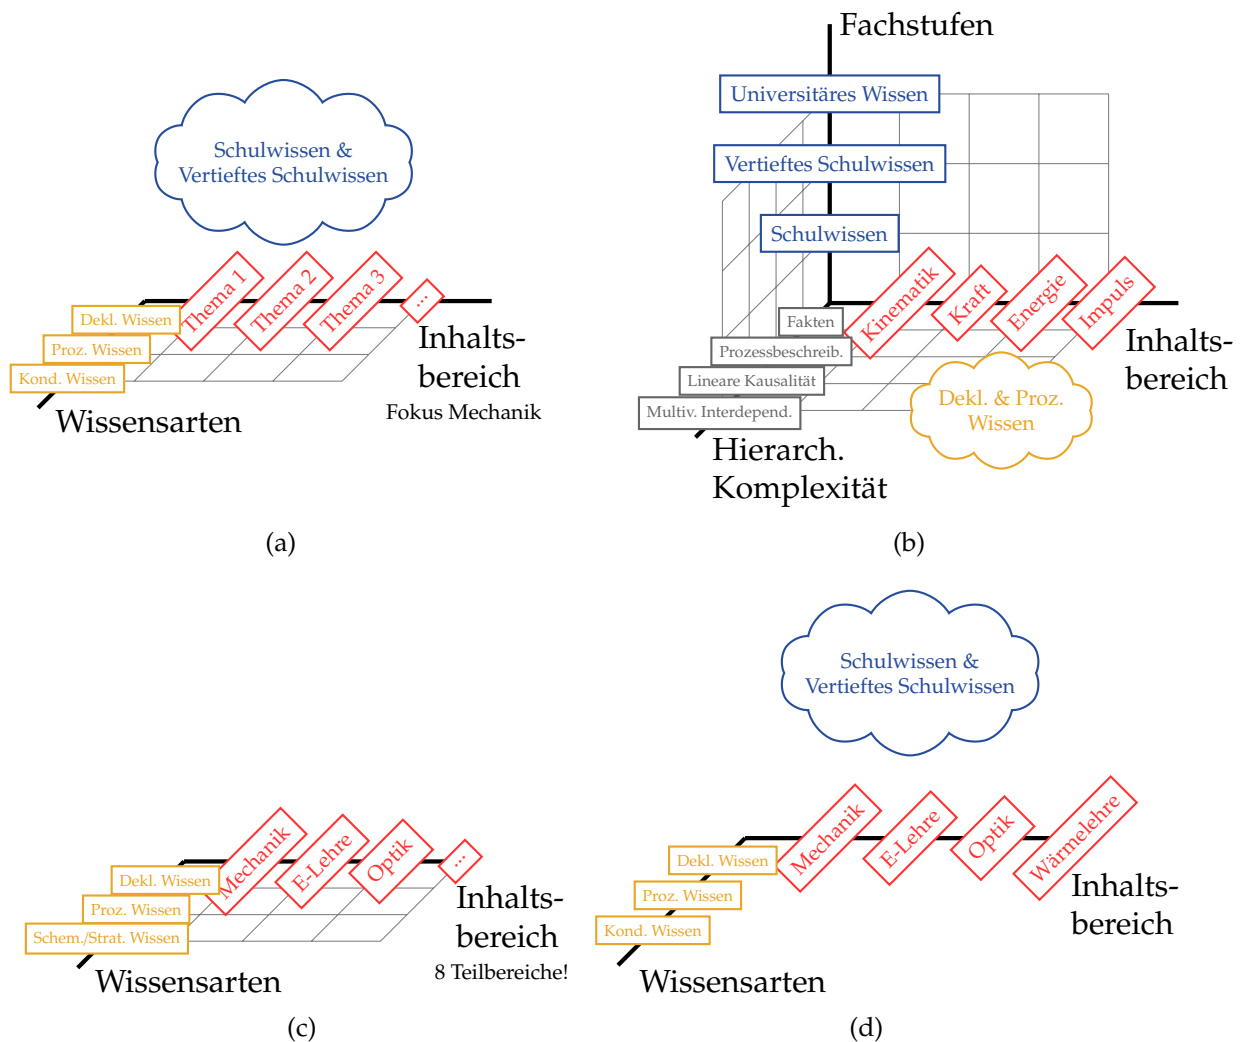 Schulwissen &
Vertieftes Schulwissen
Thema 1
Thema 2
Thema 3
...
Dekl. Wissen
Proz. Wissen
Kond. Wissen
Wissensarten
Inhalts-
bereich
Fokus Mechanik
(a)
Fachstufen
Universitäres Wissen
Vertieftes Schulwissen
Schulwissen
Kinematik
Kraft
Energie
Impuls
Fakten
Prozessbeschreib.
Lineare Kausalität
Multiv. Interdepend.
Inhalts-
bereich
Dekl. & Proz.
Wissen
Hierarch.
Komplexität
(b)
Mechanik
E-Lehre
Optik
...
Dekl. Wissen
Proz. Wissen
Schem./Strat. Wissen
Wissensarten
Inhalts-
bereich
8 Teilbereiche!
(c)
Schulwissen &
Vertieftes Schulwissen
Mechanik
E-Lehre
Optik
Wärmelehre
Dekl. Wissen
Proz. Wissen
Kond. Wissen
Wissensarten
Inhalts-
bereich
(d)